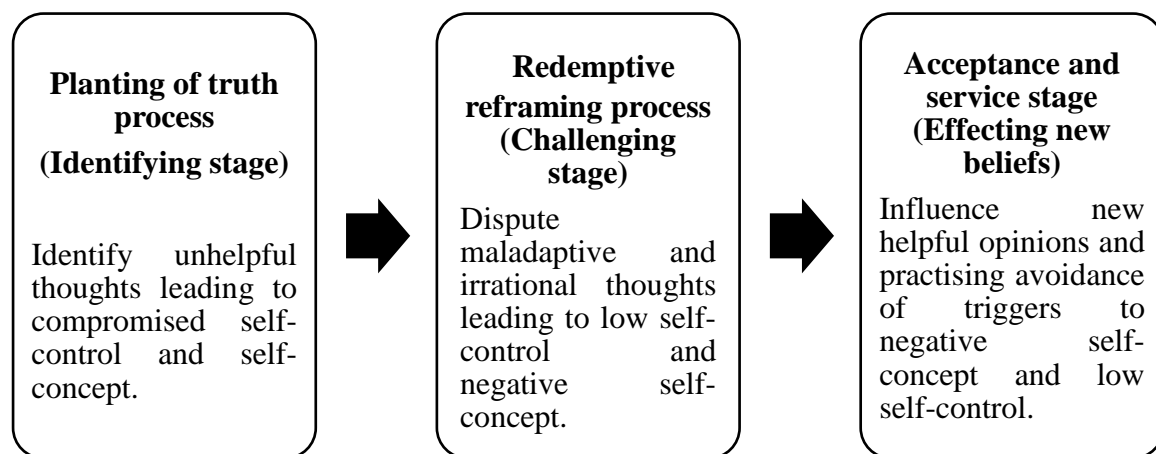 Planting of truth
process
(Identifying stage)
Identify unhelpful
thoughts leading to
compromised self-
control and self-
concept.
Redemptive
reframing process
(Challenging
stage)
Dispute
maladaptive and
irrational thoughts
leading to low self-
control and
negative self-
concept.
Acceptance and
service stage
(Effecting new
beliefs)
Influence new
helpful opinions and
practising avoidance
of triggers to
negative self-
concept and low
self-control.